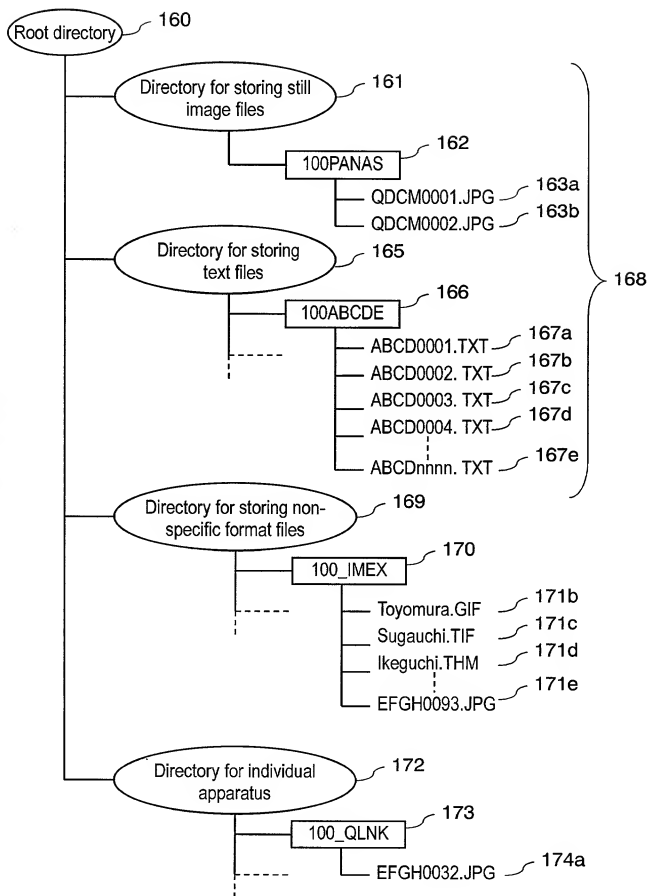 Root directory
160
Directory for storing still
image files
161
100PANAS
162
QDCM0001.JPG
163a
QDCM0002.JPG
163b
Directory for storing
text files
165
168
100ABCDE
166
ABCD0001.TXT
167a
ABCD0002. TXT
167b
ABCD0003. TXT
167c
ABCD0004. TXT
167d
ABCDnnnn. TXT
167e
Directory for storing non-
specific format files
169
100_IMEX
170
Toyomura.GIF
171b
Sugauchi.TIF
171c
Ikeguchi.THM
171d
EFGH0093.JPG
171e
Directory for individual
apparatus
172
100_QLNK
173
EFGH0032.JPG
174a